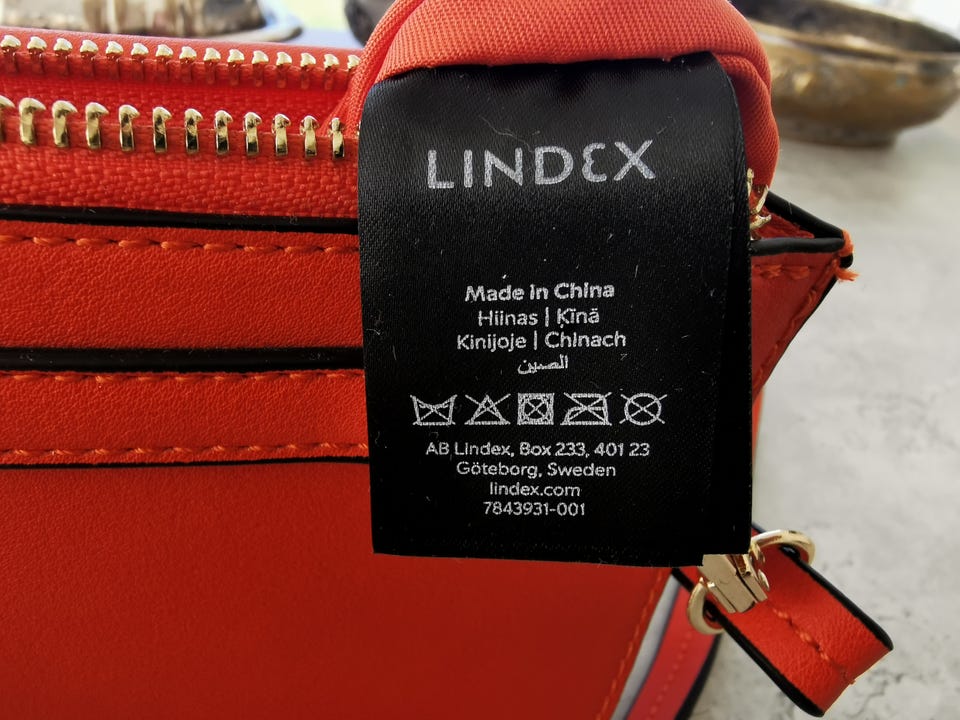 LINDEX
Made in China
Hiinas | Ķīnā
Kinijoje | Chinach
الصين
AB Lindex, Box 233, 401 23
Göteborg, Sweden
lindex.com
7843931-001